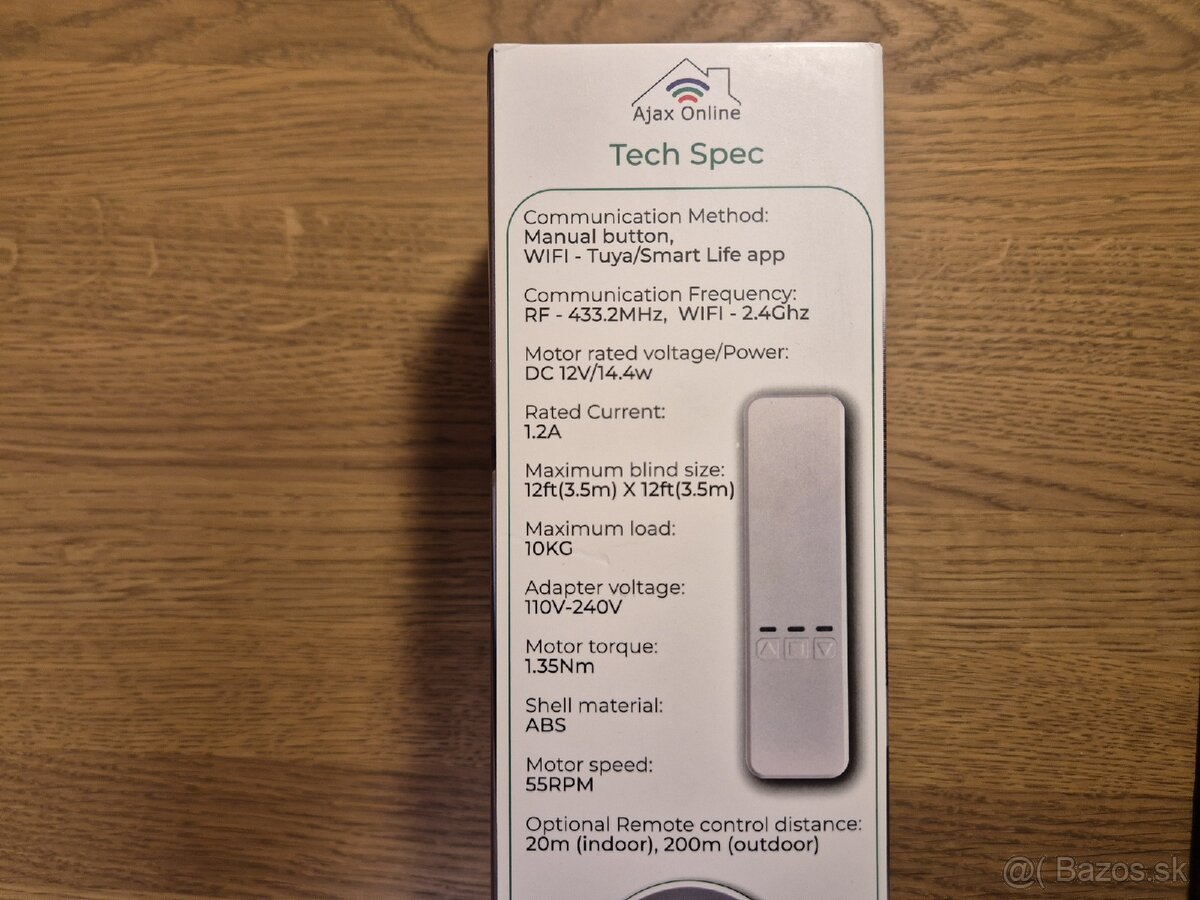 Ajax Online
Tech Spec
Communication Method:
Manual button,
WIFI - Tuya/Smart Life app
Communication Frequency:
RF - 433.2MHz, WIFI - 2.4Ghz
Motor rated voltage/Power:
DC 12V/14.4w
Rated Current:
1.2A
Maximum blind size:
12ft(3.5m) X 12ft(3.5m)
Maximum load:
10KG
Adapter voltage:
110V-240V
Motor torque:
1.35Nm
Shell material:
ABS
Motor speed:
55RPM
Optional Remote control distance:
20m (indoor), 200m (outdoor)
@( Bazos.sk